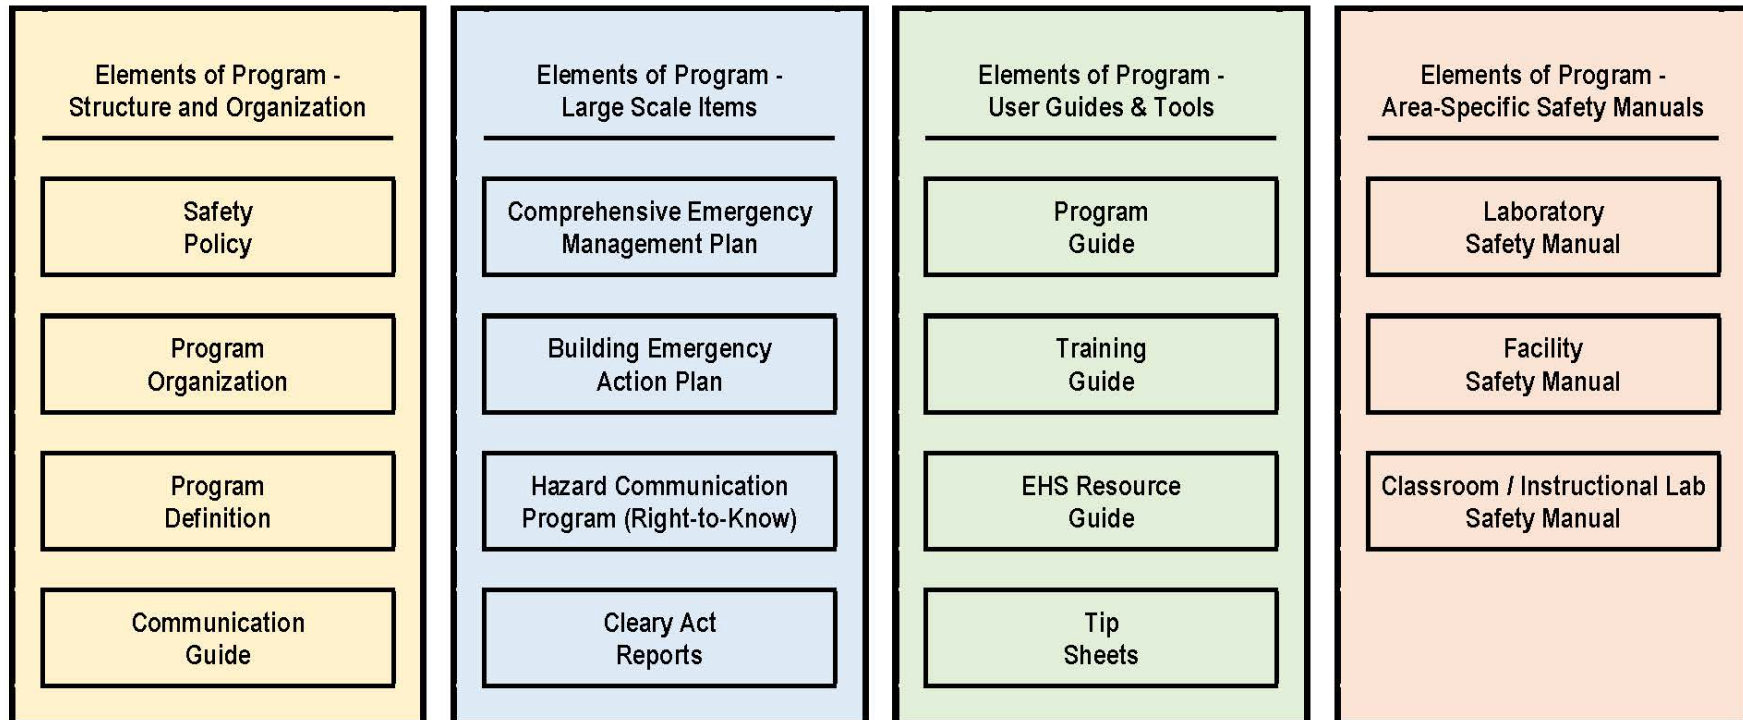 Elements of Program -
Structure and Organization
Safety
Policy
Program
Organization
Program
Definition
Communication
Guide
Elements of Program -
Large Scale Items
Comprehensive Emergency
Management Plan
Building Emergency
Action Plan
Hazard Communication
Program (Right-to-Know)
Cleary Act
Reports
Elements of Program -
User Guides & Tools
Program
Guide
Training
Guide
EHS Resource
Guide
Tip
Sheets
Elements of Program -
Area-Specific Safety Manuals
Laboratory
Safety Manual
Facility
Safety Manual
Classroom / Instructional Lab
Safety Manual